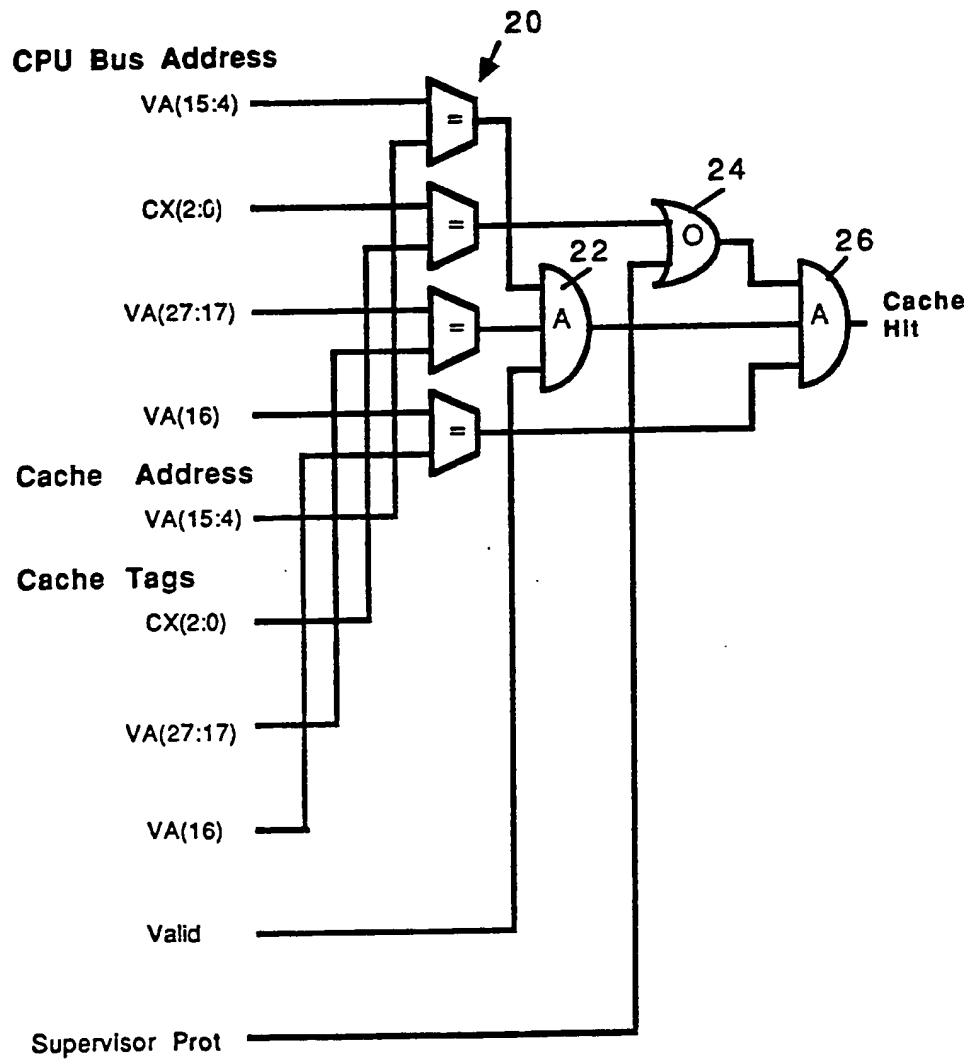 20
CPU Bus Address
VA(15:4)
=
24
CX(2:0)
=
O
22
26
VA(27:17)
=
A
A
Cache
Hit
VA(16)
=
Cache Address
VA(15:4)
Cache Tags
CX(2:0)
VA(27:17)
VA(16)
Valid
Supervisor Prot